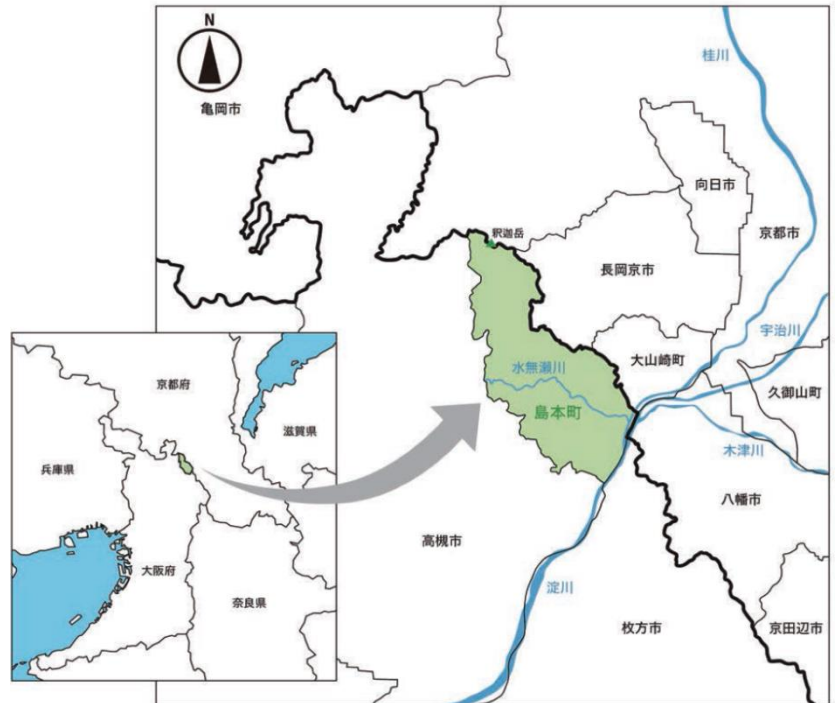 N
亀岡市
桂川
向日市
京都市
釈迦岳
長岡京市
宇治川
大山崎町
水無瀬川
久御山町
島本町
木津川
八幡市
高槻市
淀川
枚方市
京田辺市
京都府
滋賀県
兵庫県
大阪府
奈良県